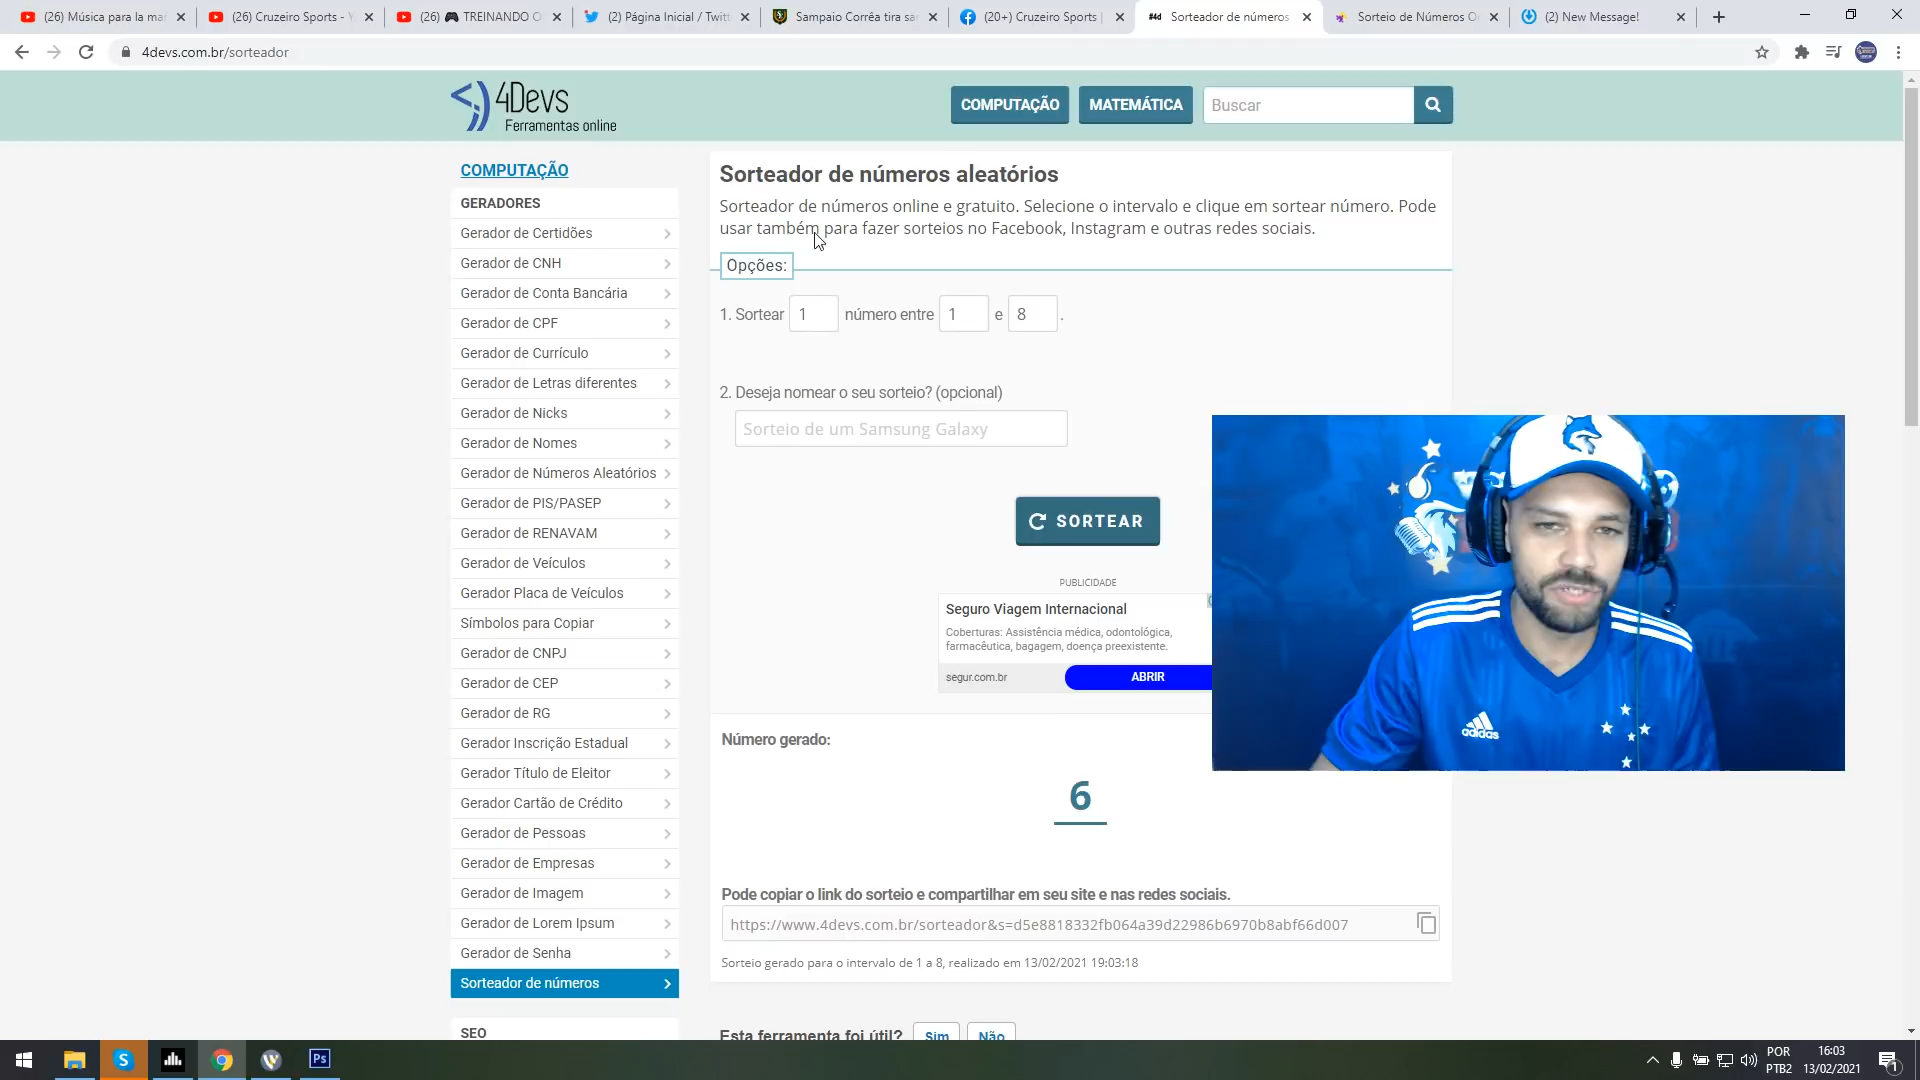 (26) Música para la mai
(26) Cruzeiro Sports - Y
(26) 🎮 TREINANDO O
(2) Página Inicial / Twitt
Sampaio Corrêa tira sar
(20+) Cruzeiro Sports |
#4d Sorteador de números
Sorteio de Números O
(2) New Message!
4devs.com.br/sorteador
4Devs
Ferramentas online
COMPUTAÇÃO
MATEMÁTICA
Buscar
COMPUTAÇÃO
GERADORES
Gerador de Certidões
Gerador de CNH
Gerador de Conta Bancária
Gerador de CPF
Gerador de Currículo
Gerador de Letras diferentes
Gerador de Nicks
Gerador de Nomes
Gerador de Números Aleatórios
Gerador de PIS/PASEP
Gerador de RENAVAM
Gerador de Veículos
Gerador Placa de Veículos
Símbolos para Copiar
Gerador de CNPJ
Gerador de CEP
Gerador de RG
Gerador Inscrição Estadual
Gerador Título de Eleitor
Gerador Cartão de Crédito
Gerador de Pessoas
Gerador de Empresas
Gerador de Imagem
Gerador de Lorem Ipsum
Gerador de Senha
Sorteador de números
SEO
Sorteador de números aleatórios
Sorteador de números online e gratuito. Selecione o intervalo e clique em sortear número. Pode
usar também para fazer sorteios no Facebook, Instagram e outras redes sociais.
Opções:
1. Sortear 1 número entre 1 e 8 .
2. Deseja nomear o seu sorteio? (opcional)
Sorteio de um Samsung Galaxy
SORTEAR
PUBLICIDADE
Seguro Viagem Internacional
Coberturas: Assistência médica, odontológica,
farmacêutica, bagagem, doença preexistente.
segur.com.br
ABRIR
adidas
Número gerado:
6
Pode copiar o link do sorteio e compartilhar em seu site e nas redes sociais.
https://www.4devs.com.br/sorteador&s=d5e8818332fb064a39d22986b6970b8abf66d007
Sorteio gerado para o intervalo de 1 a 8, realizado em 13/02/2021 19:03:18
Esta ferramenta foi útil? Sim Não
S
Ps
POR
PTB2
16:03
13/02/2021
1